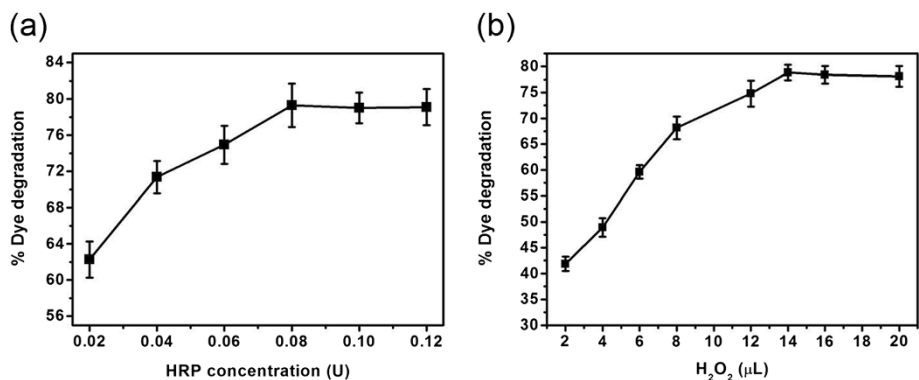 (a)
% Dye degradation
84
80
76
72
68
64
60
56
0.02 0.04 0.06 0.08 0.10 0.12
HRP concentration (U)
(b)
% Dye degradation
80
75
70
65
60
55
50
45
40
35
30
2 4 6 8 10 12 14 16 18 20
H₂O₂ (μL)